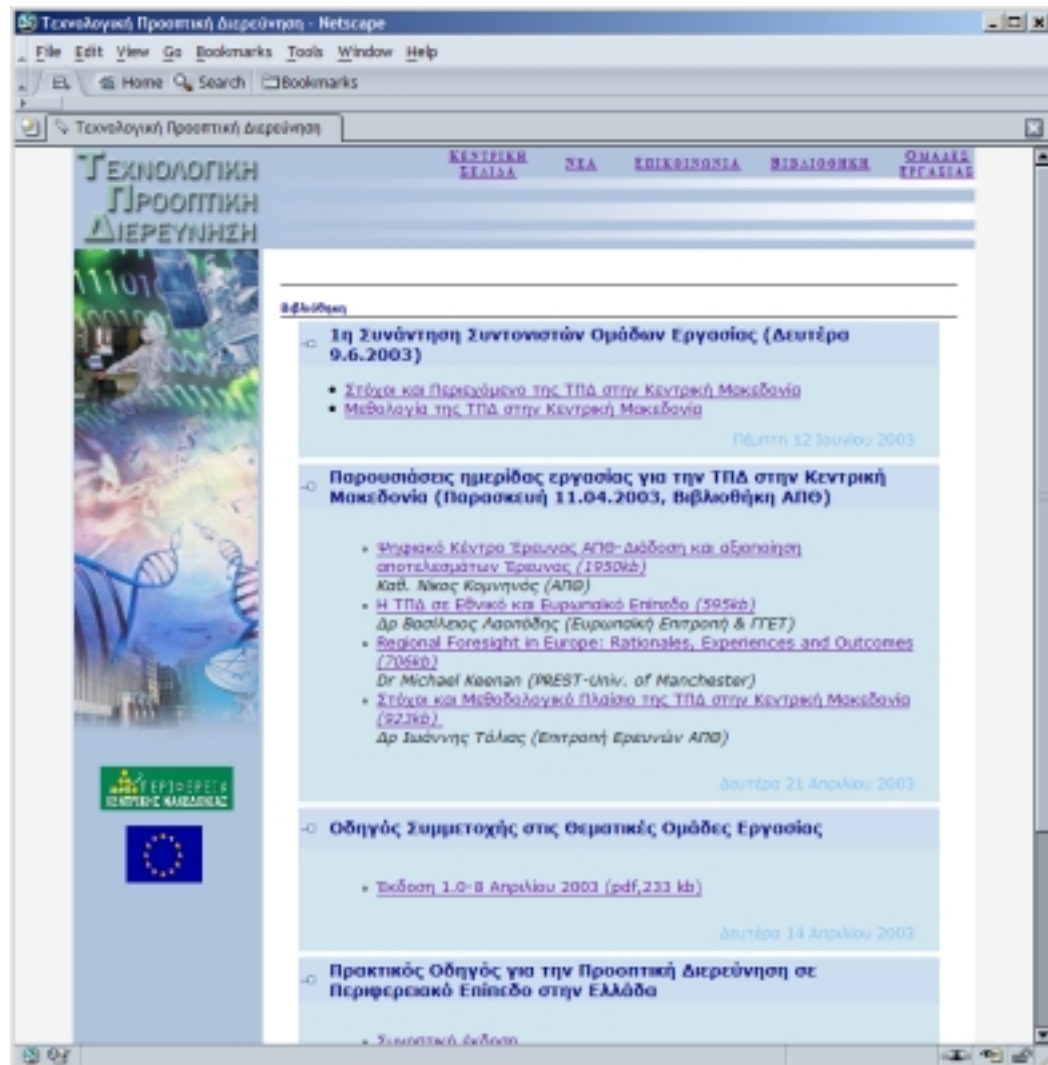 Τεχνολογική Προοπτική Διερεύνηση - Netscape
File Edit View Go Bookmarks Tools Window Help
Home Search Bookmarks
Τεχνολογική Προοπτική Διερεύνηση
ΤΕΧΝΟΛΟΓΙΚΗ
ΠΡΟΟΠΤΙΚΗ
ΔΙΕΡΕΥΝΗΣΗ
ΚΕΝΤΡΙΚΗ
ΣΕΛΙΔΑ
ΝΕΑ
ΕΠΙΚΟΙΝΩΝΙΑ
ΒΙΒΛΙΟΘΗΚΗ
ΟΜΑΔΕΣ
ΕΡΓΑΣΙΑΣ
11101
Βιβλιοθήκη
1η Συνάντηση Συντονιστών Ομάδων Εργασίας (Δευτέρα
9.6.2003)
Στόχοι και Περιεχόμενο της ΤΠΔ στην Κεντρική Μακεδονία
Μεθολογία της ΤΠΔ στην Κεντρική Μακεδονία
Πέμπτη 12 Ιουνίου 2003
Παρουσιάσεις ημερίδας εργασίας για την ΤΠΔ στην Κεντρική
Μακεδονία (Παρασκευή 11.04.2003, Βιβλιοθήκη ΑΠΘ)
Ψηφιακό Κέντρο Έρευνας ΑΠΘ-Διάδοση και αξιοποίηση
αποτελεσμάτων Έρευνας (1950kb)
Καθ. Νίκος Κομνηνός (ΑΠΘ)
Η ΤΠΔ σε Εθνικό και Ευρωπαϊκό Επίπεδο (595kb)
Δρ Βασίλειος Λαοπόδης (Ευρωπαϊκή Επιτροπή & ΓΓΕΤ)
Regional Foresight in Europe: Rationales, Experiences and Outcomes
(706kb)
Dr Michael Keenan (PREST-Univ. of Manchester)
Στόχοι και Μεθοδολογικό Πλαίσιο της ΤΠΔ στην Κεντρική Μακεδονία
(923kb)
Δρ Ιωάννης Τόλιας (Επιτροπή Ερευνών ΑΠΘ)
Δευτέρα 21 Απριλίου 2003
ΠΕΡΙΦΕΡΕΙΑ
ΚΕΝΤΡΙΚΗΣ ΜΑΚΕΔΟΝΙΑΣ
Οδηγός Συμμετοχής στις Θεματικές Ομάδες Εργασίας
Έκδοση 1.0-8 Απριλίου 2003 (pdf,233 kb)
Δευτέρα 14 Απριλίου 2003
Πρακτικός Οδηγός για την Προοπτική Διερεύνηση σε
Περιφερειακό Επίπεδο στην Ελλάδα
Συνοπτική έκδοση